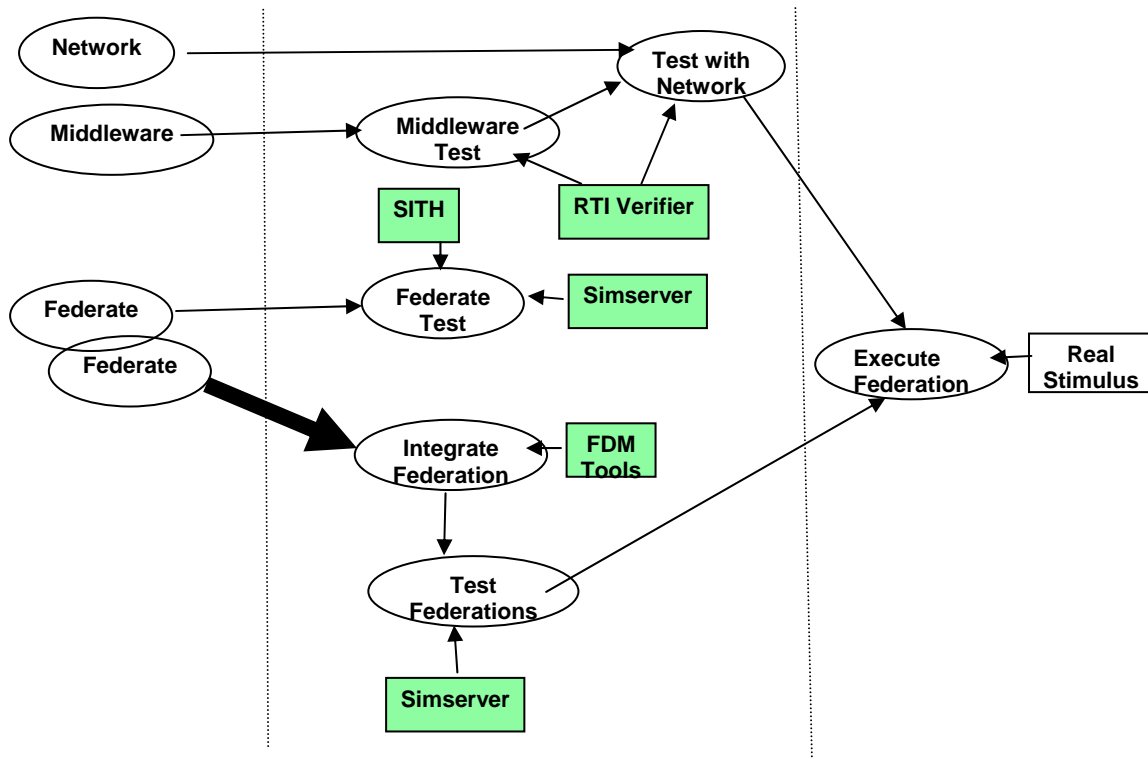 Network
Test with
Network
Middleware
Middleware
Test
SITH
RTI Verifier
Federate
Federate
Test
Simserver
Federate
Execute
Federation
Real
Stimulus
Integrate
Federation
FDM
Tools
Test
Federations
Simserver